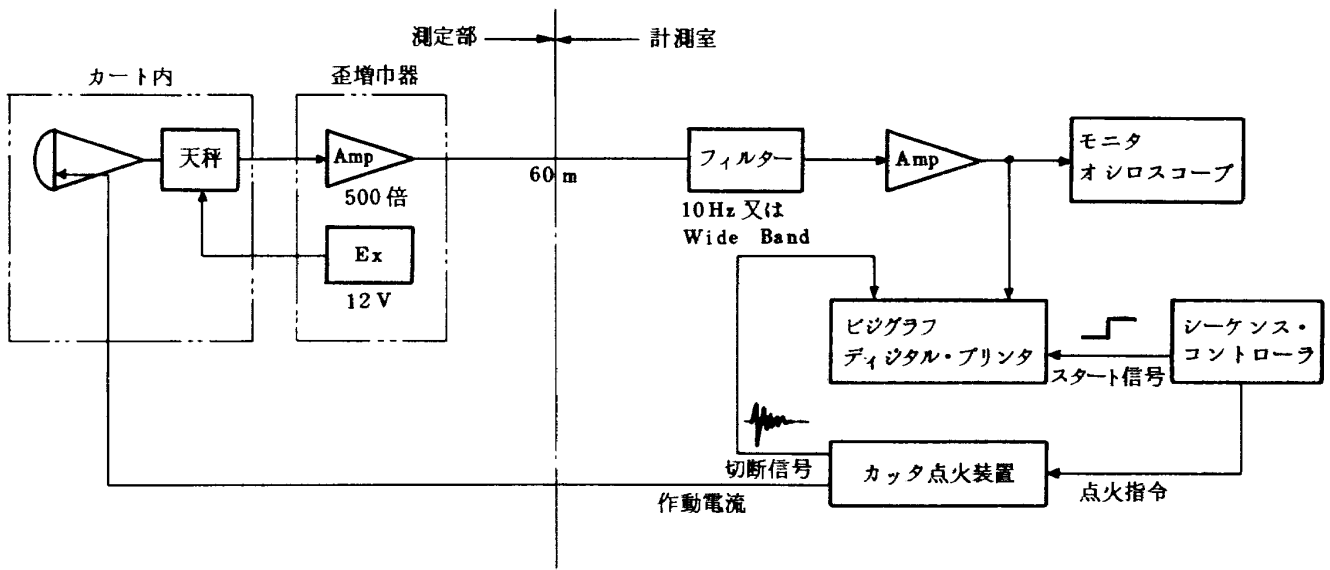 測定部
計測室
カート内
歪増巾器
天秤
Amp
500倍
Ex
12V
60m
フィルター
10Hz又は
Wide Band
Amp
モニタ
オシロスコープ
ビジグラフ
ディジタル・プリンタ
スタート信号
シーケンス・
コントローラ
切断信号
カッタ点火装置
点火指令
作動電流